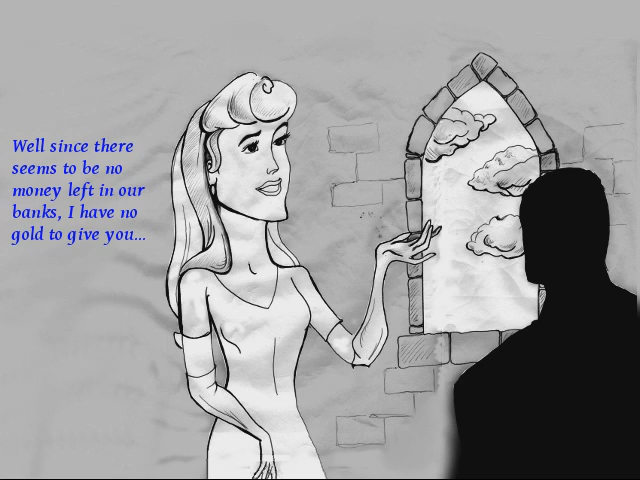 Well since there
seems to be no
money left in our
banks, I have no
gold to give you...